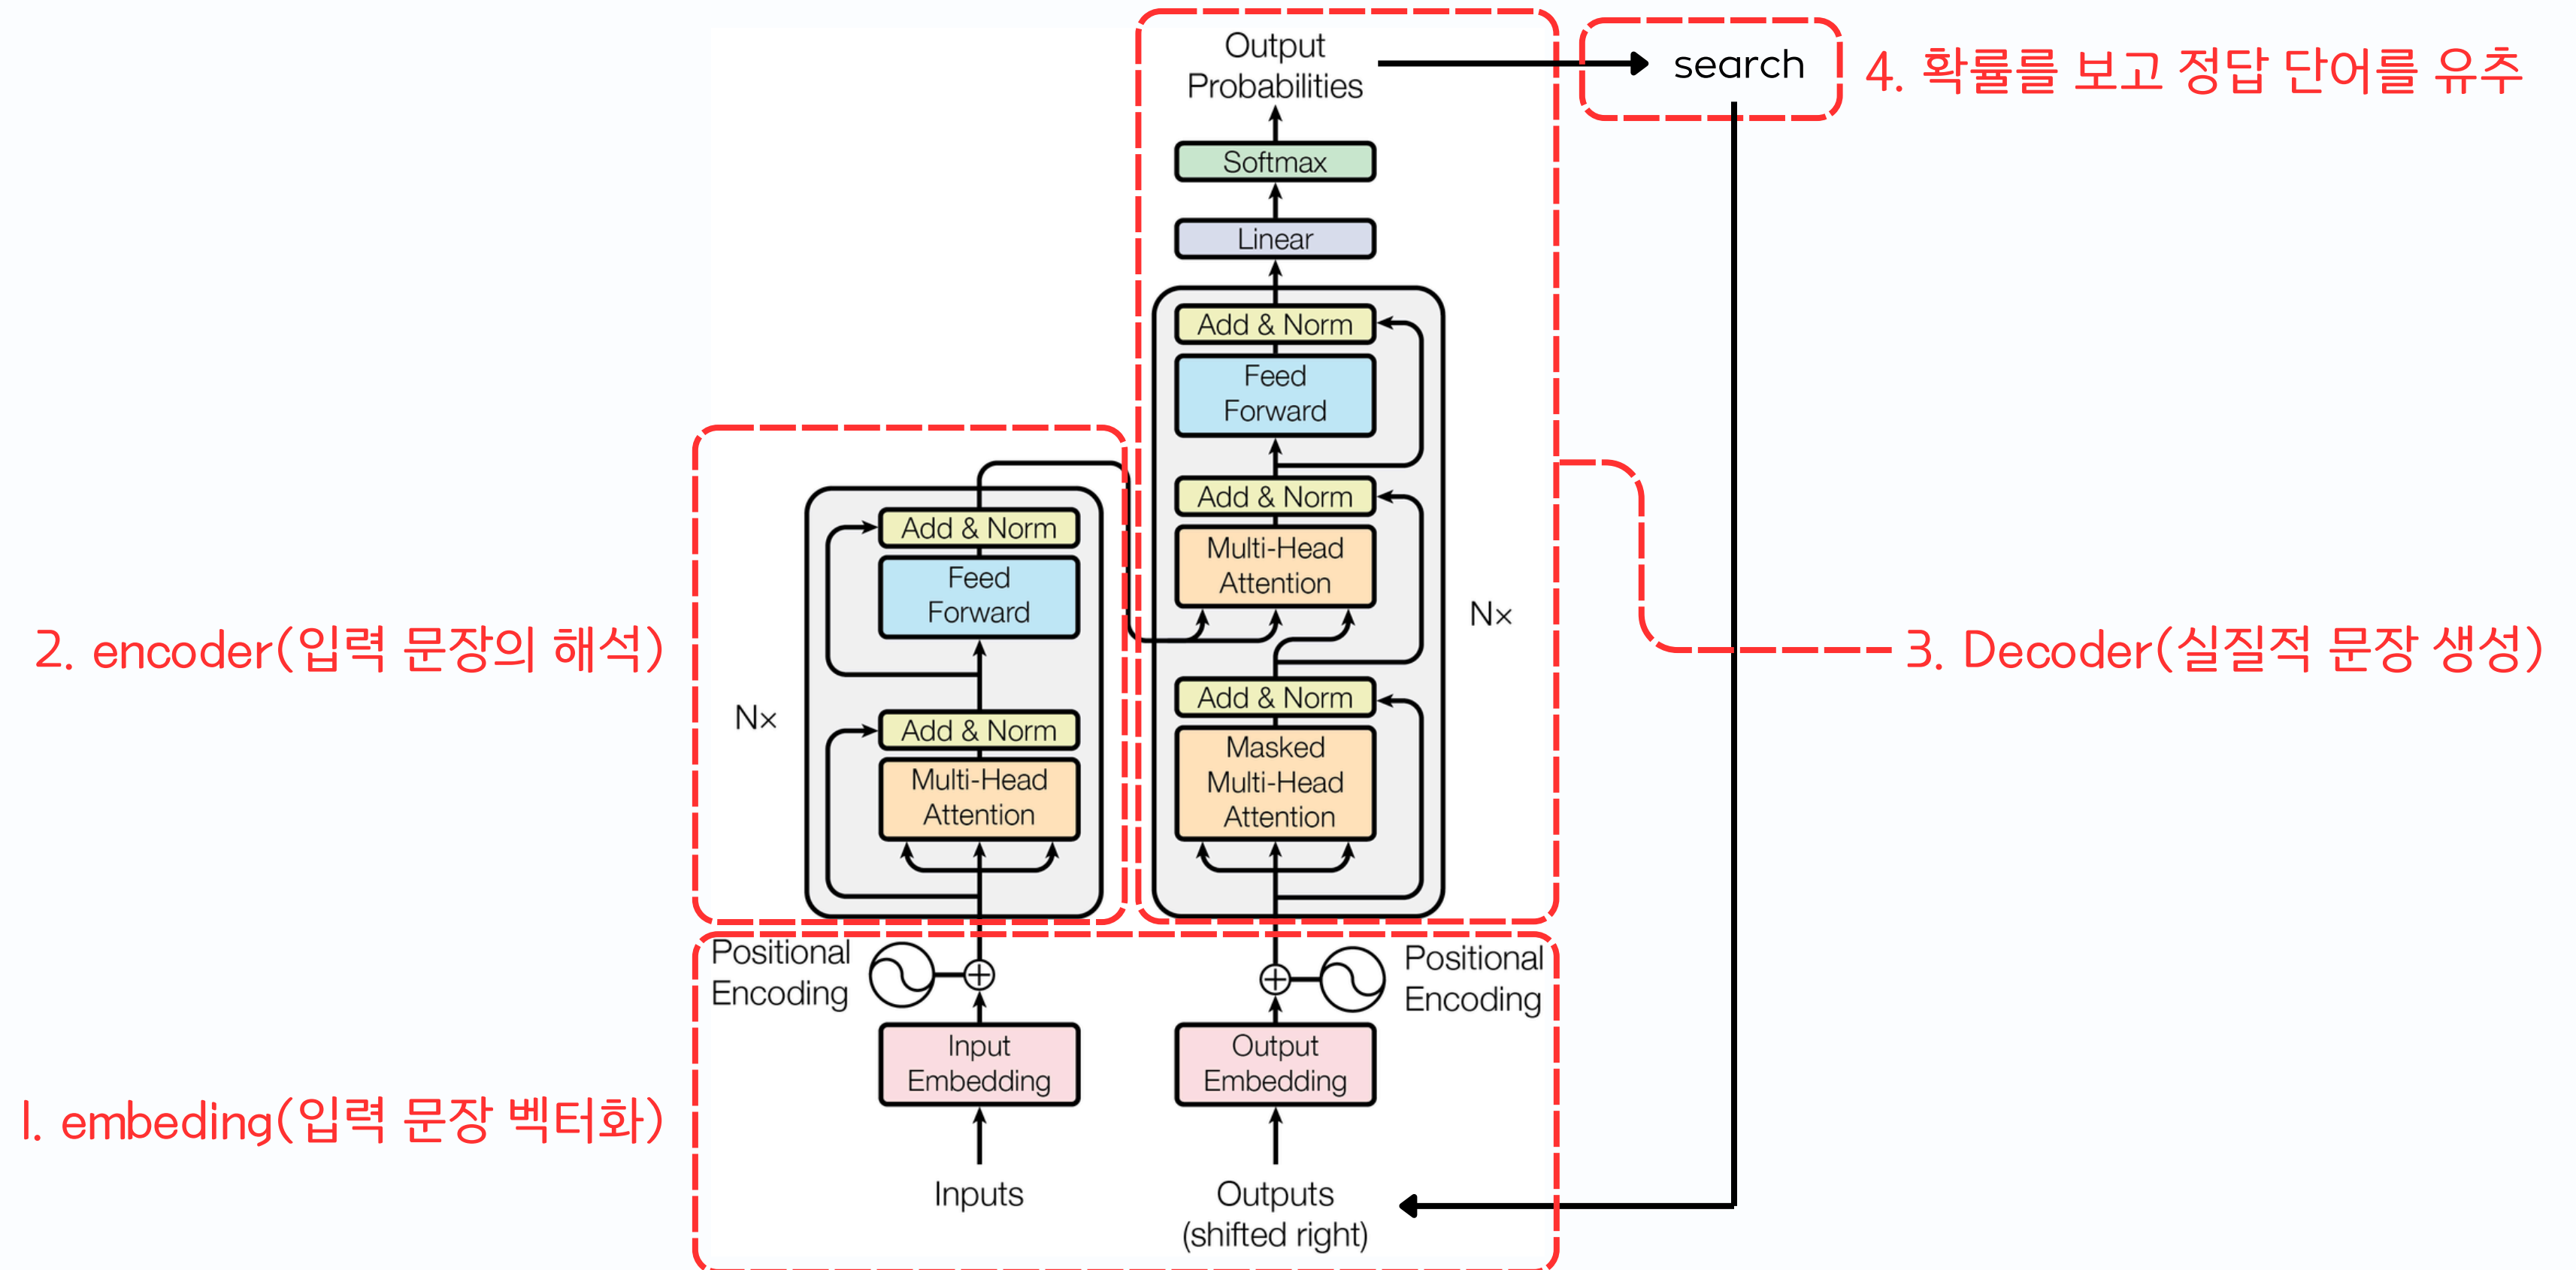 Output
Probabilities
search
4. 확률를 보고 정답 단어를 유추
Softmax
Linear
Add & Norm
Feed
Forward
Add & Norm
Multi-Head
Attention
Nx
Add & Norm
Masked
Multi-Head
Attention
3. Decoder(실질적 문장 생성)
2. encoder(입력 문장의 해석)
Add & Norm
Feed
Forward
Nx
Add & Norm
Multi-Head
Attention
Positional
Encoding
Positional
Encoding
Input
Embedding
Output
Embedding
1. embeding(입력 문장 벡터화)
Inputs
Outputs
(shifted right)